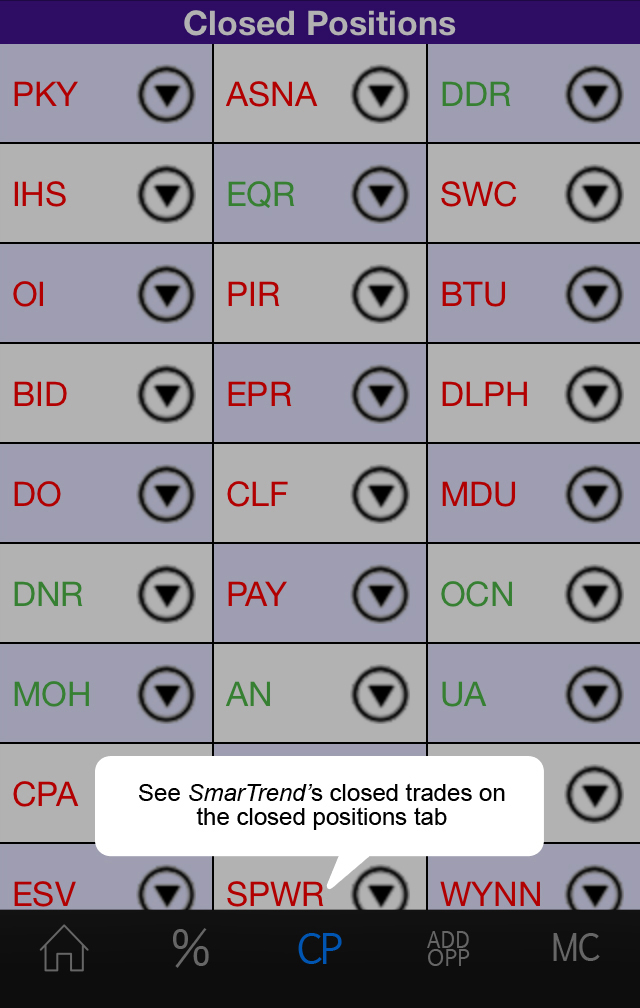 Closed Positions
PKY ASNA DDR
IHS EQR SWC
OI PIR BTU
BID EPR DLPH
DO CLF MDU
DNR PAY OCN
MOH AN UA
CPA
See SmarTrend's closed trades on
the closed positions tab
ESV SPWR WYNN
% CP ADD MC
OPP